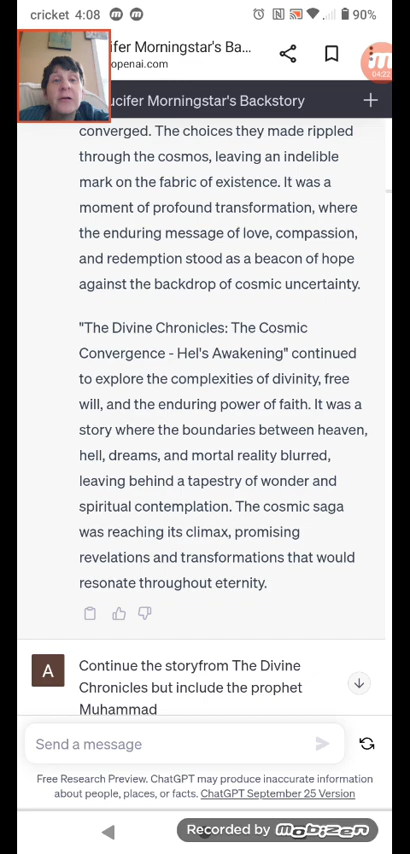 cricket 4:08
90%
cifer Morningstar's Ba...
openai.com
04:22
ucifer Morningstar's Backstory
converged. The choices they made rippled
through the cosmos, leaving an indelible
mark on the fabric of existence. It was a
moment of profound transformation, where
the enduring message of love, compassion,
and redemption stood as a beacon of hope
against the backdrop of cosmic uncertainty.
"The Divine Chronicles: The Cosmic
Convergence - Hel's Awakening" continued
to explore the complexities of divinity, free
will, and the enduring power of faith. It was a
story where the boundaries between heaven,
hell, dreams, and mortal reality blurred,
leaving behind a tapestry of wonder and
spiritual contemplation. The cosmic saga
was reaching its climax, promising
revelations and transformations that would
resonate throughout eternity.
A
Continue the storyfrom The Divine
Chronicles but include the prophet
Muhammad
Send a message
Free Research Preview. ChatGPT may produce inaccurate information
about people, places, or facts. ChatGPT September 25 Version
Recorded by mobizen